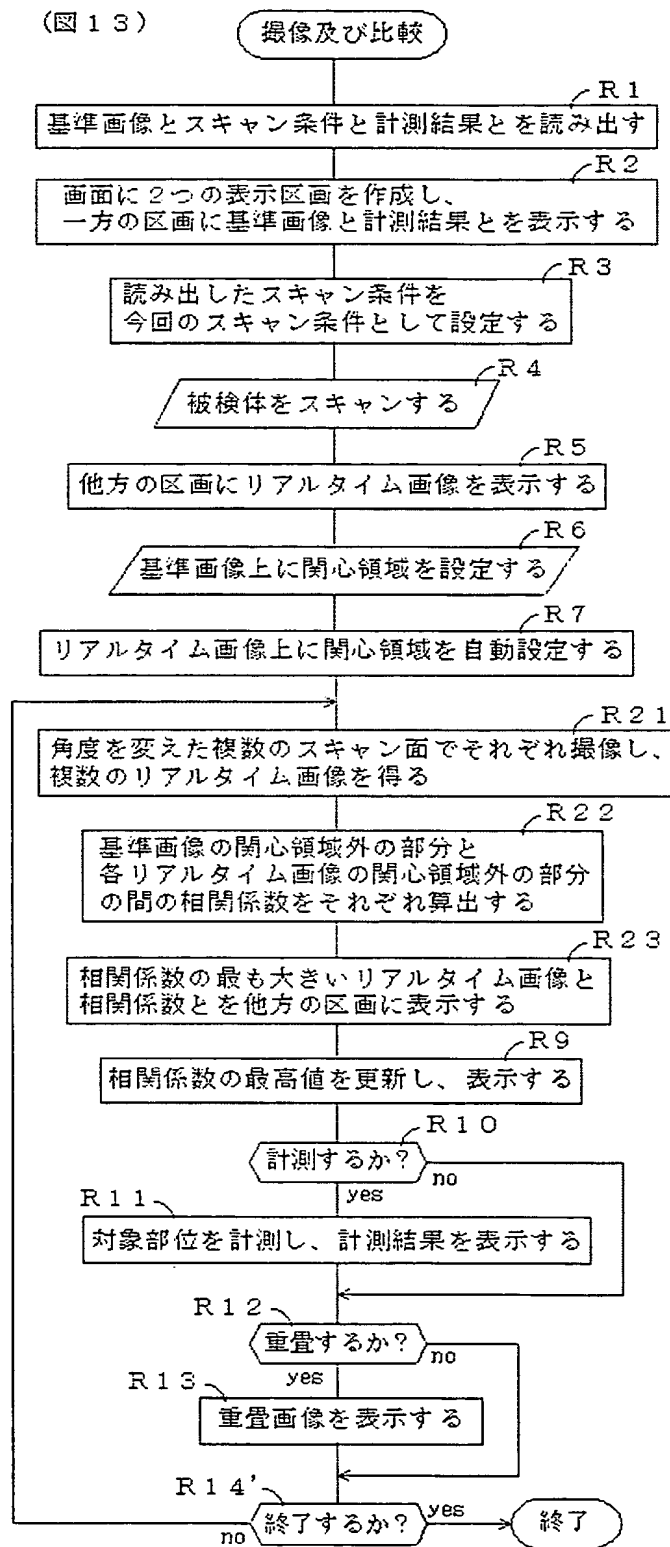 (図13)
撮像及び比較
R1
基準画像とスキャン条件と計測結果とを読み出す
R2
画面に2つの表示区画を作成し、
一方の区画に基準画像と計測結果とを表示する
R3
読み出したスキャン条件を
今回のスキャン条件として設定する
R4
被検体をスキャンする
R5
他方の区画にリアルタイム画像を表示する
R6
基準画像上に関心領域を設定する
R7
リアルタイム画像上に関心領域を自動設定する
R21
角度を変えた複数のスキャン面でそれぞれ撮像し、
複数のリアルタイム画像を得る
R22
基準画像の関心領域外の部分と
各リアルタイム画像の関心領域外の部分
の間の相関係数をそれぞれ算出する
R23
相関係数の最も大きいリアルタイム画像と
相関係数とを他方の区画に表示する
R9
相関係数の最高値を更新し、表示する
R10
計測するか?
no
yes
R11
対象部位を計測し、計測結果を表示する
R12
重畳するか?
no
yes
R13
重畳画像を表示する
R14'
終了するか?
yes
no
終了